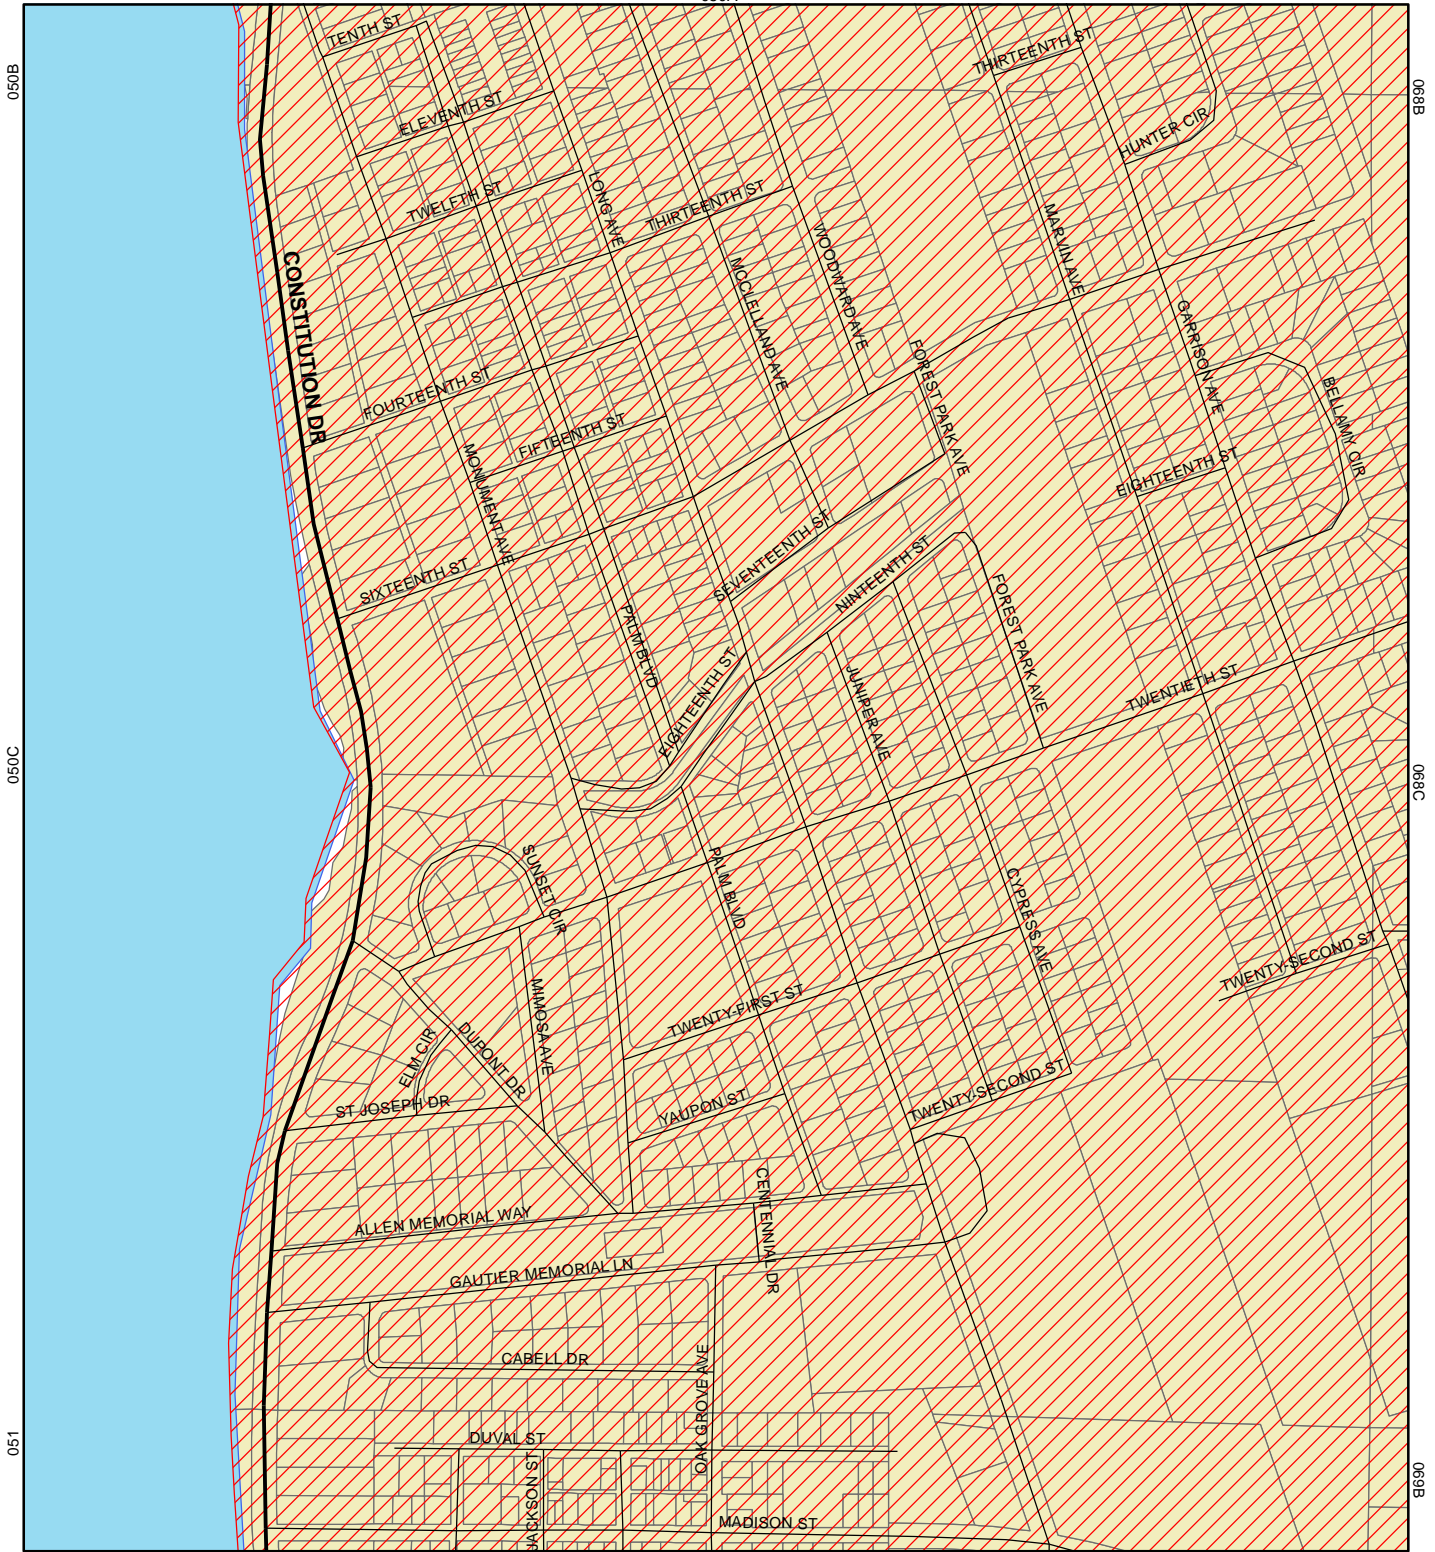 050B
068B
TENTH ST
THIRTEENTH ST
ELEVENTH ST
HUNTER CIR
TWELFTH ST
LONG AVE
THIRTEENTH ST
WOODWARD AVE
MARVIN AVE
CONSTITUTION DR
MCCLELLAND AVE
GARRISON AVE
FOURTEENTH ST
FOREST PARK AVE
BELLAMY CIR
FIFTEENTH ST
MONUMENT AVE
EIGHTEENTH ST
SIXTEENTH ST
SEVENTEENTH ST
NINTEENTH ST
FOREST PARK AVE
PALM BLVD
EIGHTEENTH ST
JUNIPER AVE
TWENTIETH ST
050C
068C
SUNSET CIR
PALM BLVD
CYPRESS AVE
TWENTY-SECOND ST
MIMOSA AVE
TWENTY-FIRST ST
ELM CIR
DUPONT DR
ST JOSEPH DR
YAUPON ST
TWENTY-SECOND ST
ALLEN MEMORIAL WAY
CENTENNIAL DR
GAUTIER MEMORIAL LN
CABELL DR
OAK GROVE AVE
051
069B
DUVAL ST
JACKSON ST
MADISON ST